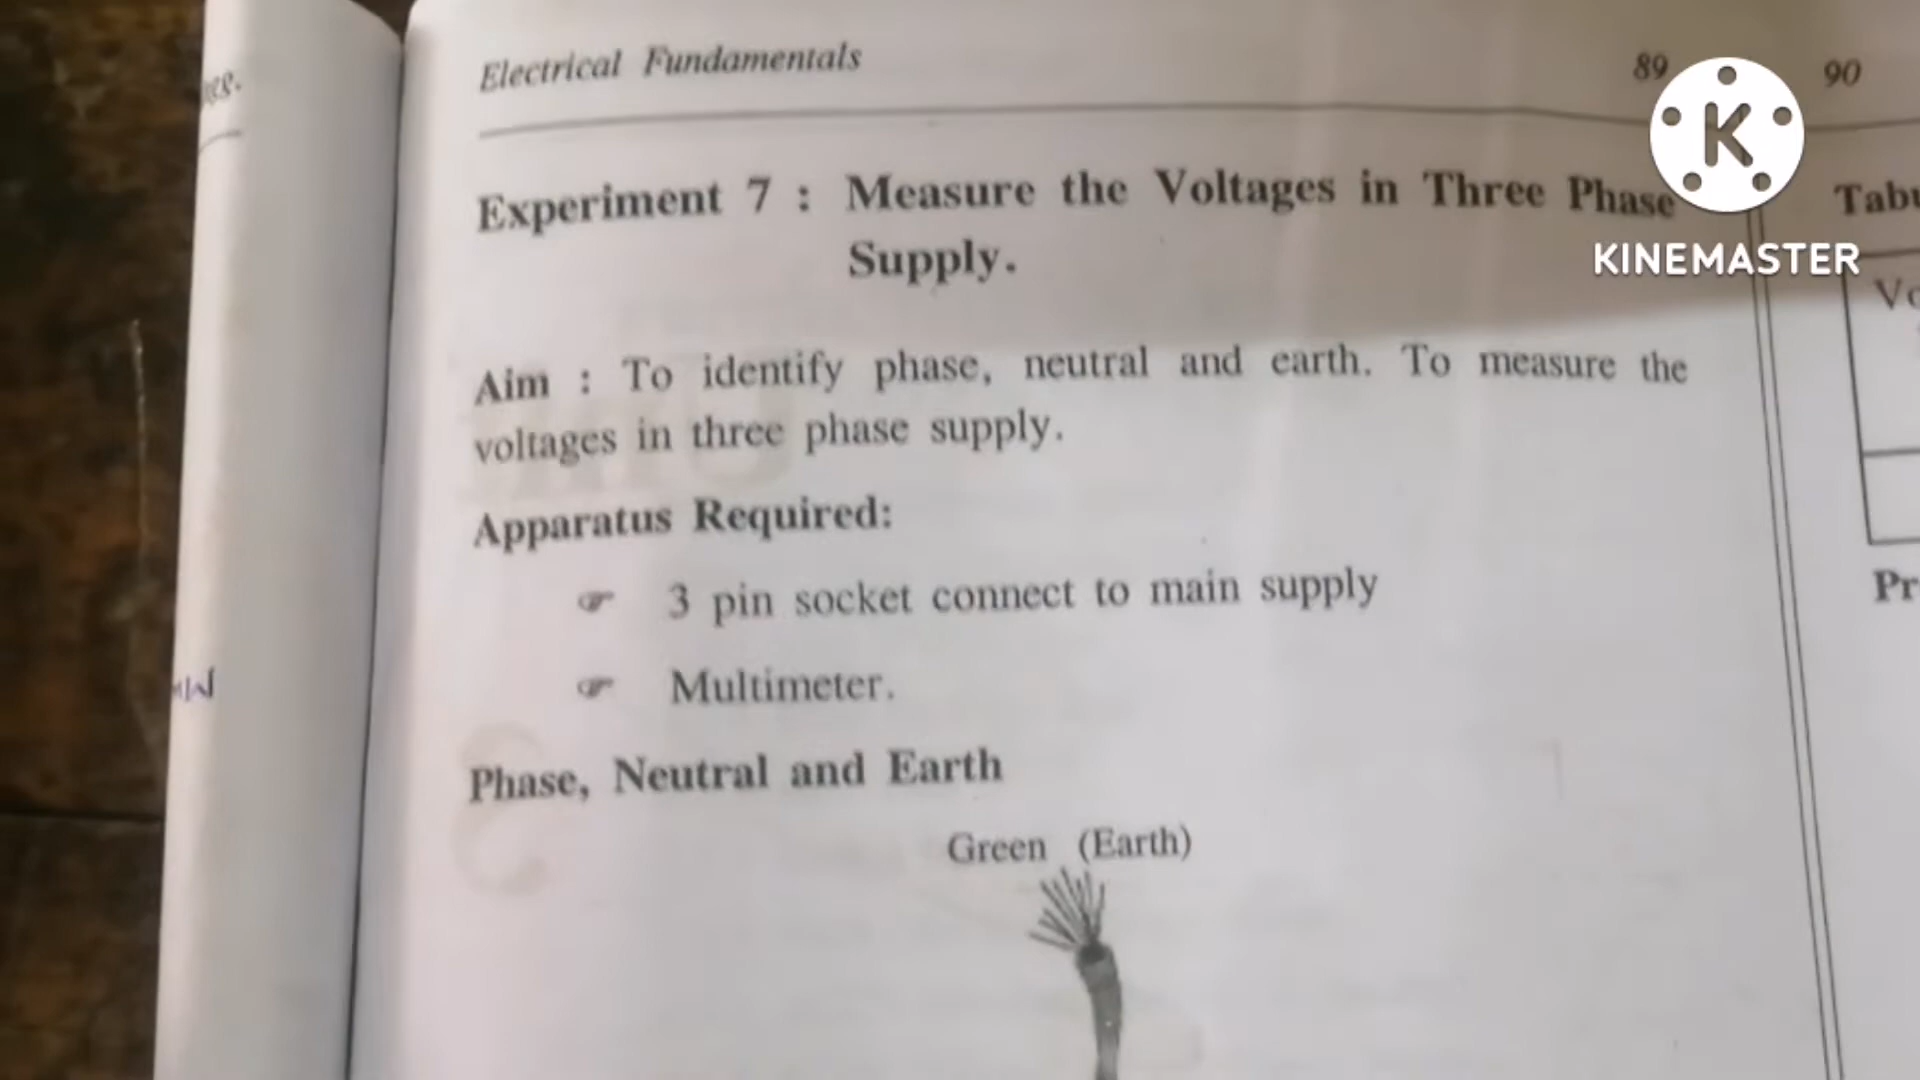 Electrical Fundamentals 89
Experiment 7 : Measure the Voltages in Three Phase
Supply.
Aim : To identify phase, neutral and earth. To measure the
voltages in three phase supply.
Apparatus Required:
3 pin socket connect to main supply
Multimeter.
Phase, Neutral and Earth
Green (Earth)
90
K
KINEMASTER